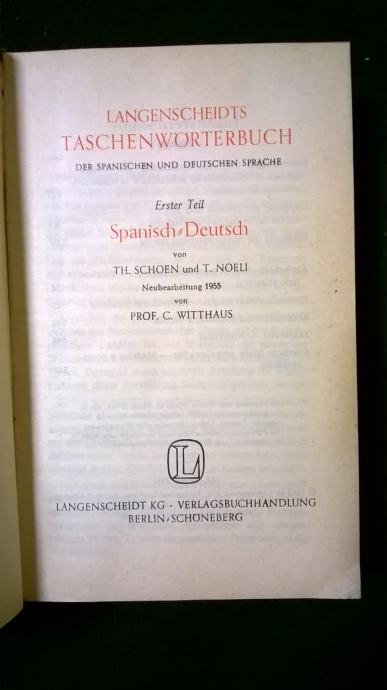 LANGENSCHEIDTS
TASCHENWÖRTERBUCH
DER SPANISCHEN UND DEUTSCHEN SPRACHE
Erster Teil
Spanisch-Deutsch
von
TH. SCHOEN und T. NOELI
Neubearbeitung 1955
von
PROF. C. WITTHAUS
L
LANGENSCHEIDT KG · VERLAGSBUCHHANDLUNG
BERLIN-SCHÖNEBERG